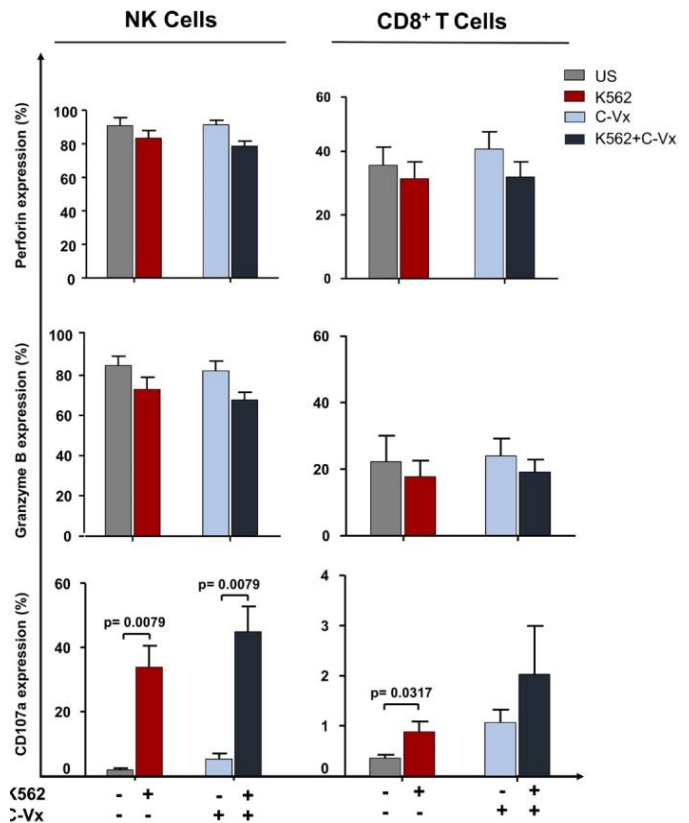 NK Cells
CD8⁺ T Cells
US
K562
C-Vx
K562+C-Vx
Perforin expression (%)
100
80
60
40
20
0
60
40
20
0
Granzyme B expression (%)
100
80
60
40
20
0
60
40
20
0
CD107a expression (%)
60
40
20
0
p= 0.0079
p= 0.0079
4
3
2
1
0
p= 0.0317
K562 - + - + - + - +
C-Vx - - + + - - + +